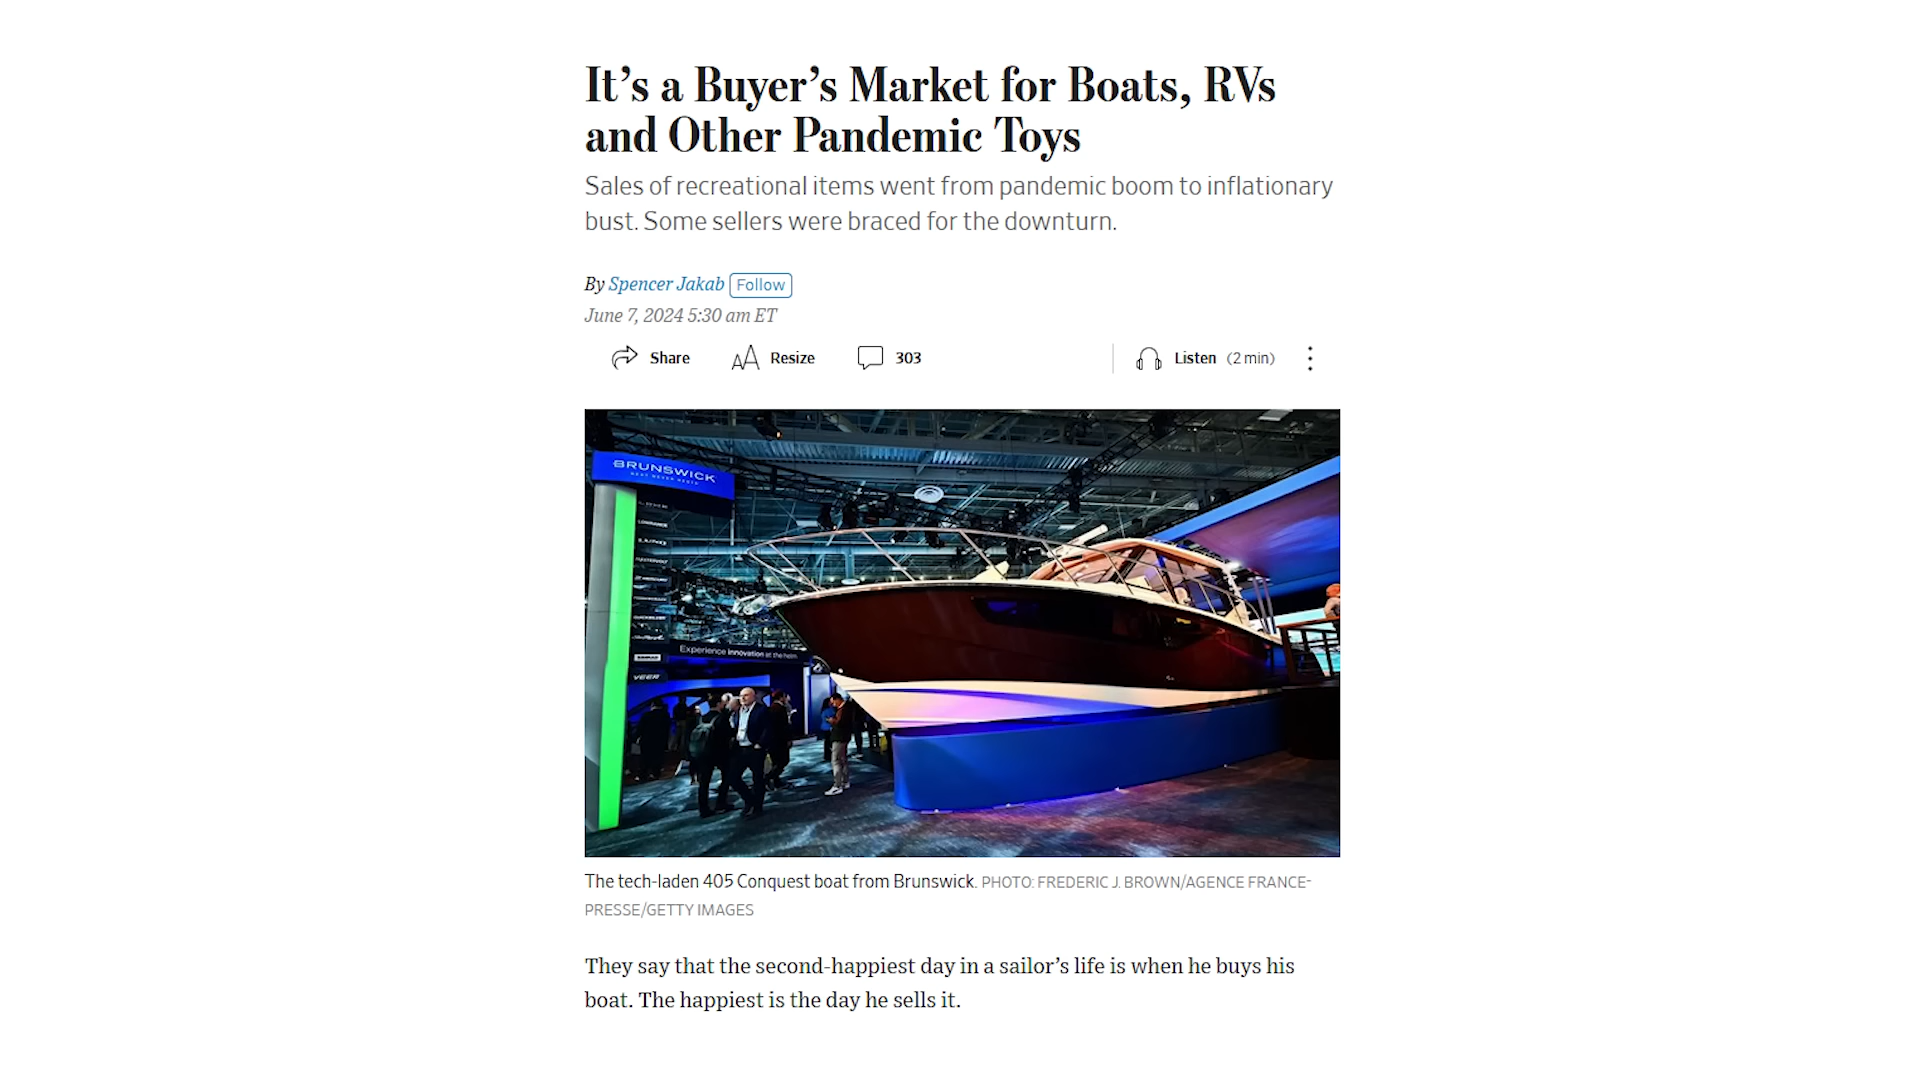 It’s a Buyer’s Market for Boats, RVs
and Other Pandemic Toys
Sales of recreational items went from pandemic boom to inflationary
bust. Some sellers were braced for the downturn.
By Spencer Jakab Follow
June 7, 2024 5:30 am ET
Share Resize 303 Listen (2 min)
BRUNSWICK
Experience Innovation at the helm
VEER
The tech-laden 405 Conquest boat from Brunswick. PHOTO: FREDERIC J. BROWN/AGENCE FRANCE-
PRESSE/GETTY IMAGES
They say that the second-happiest day in a sailor’s life is when he buys his
boat. The happiest is the day he sells it.